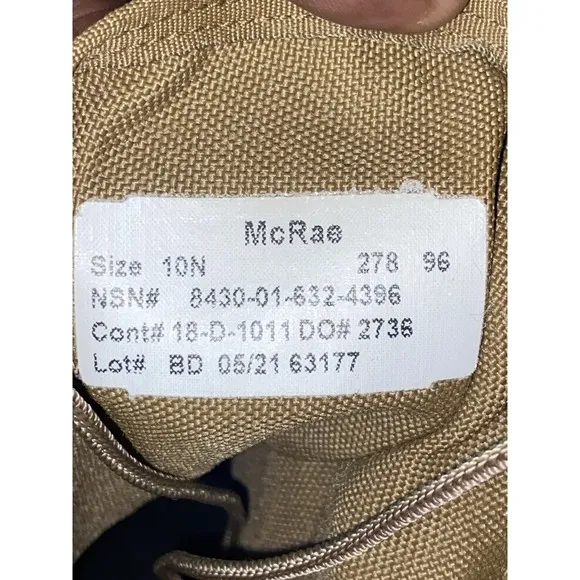 McRae
Size 10N 278 96
NSN# 8430-01-632-4396
Cont# 18-D-1011 DO# 2736
Lot# BD 05/21 63177